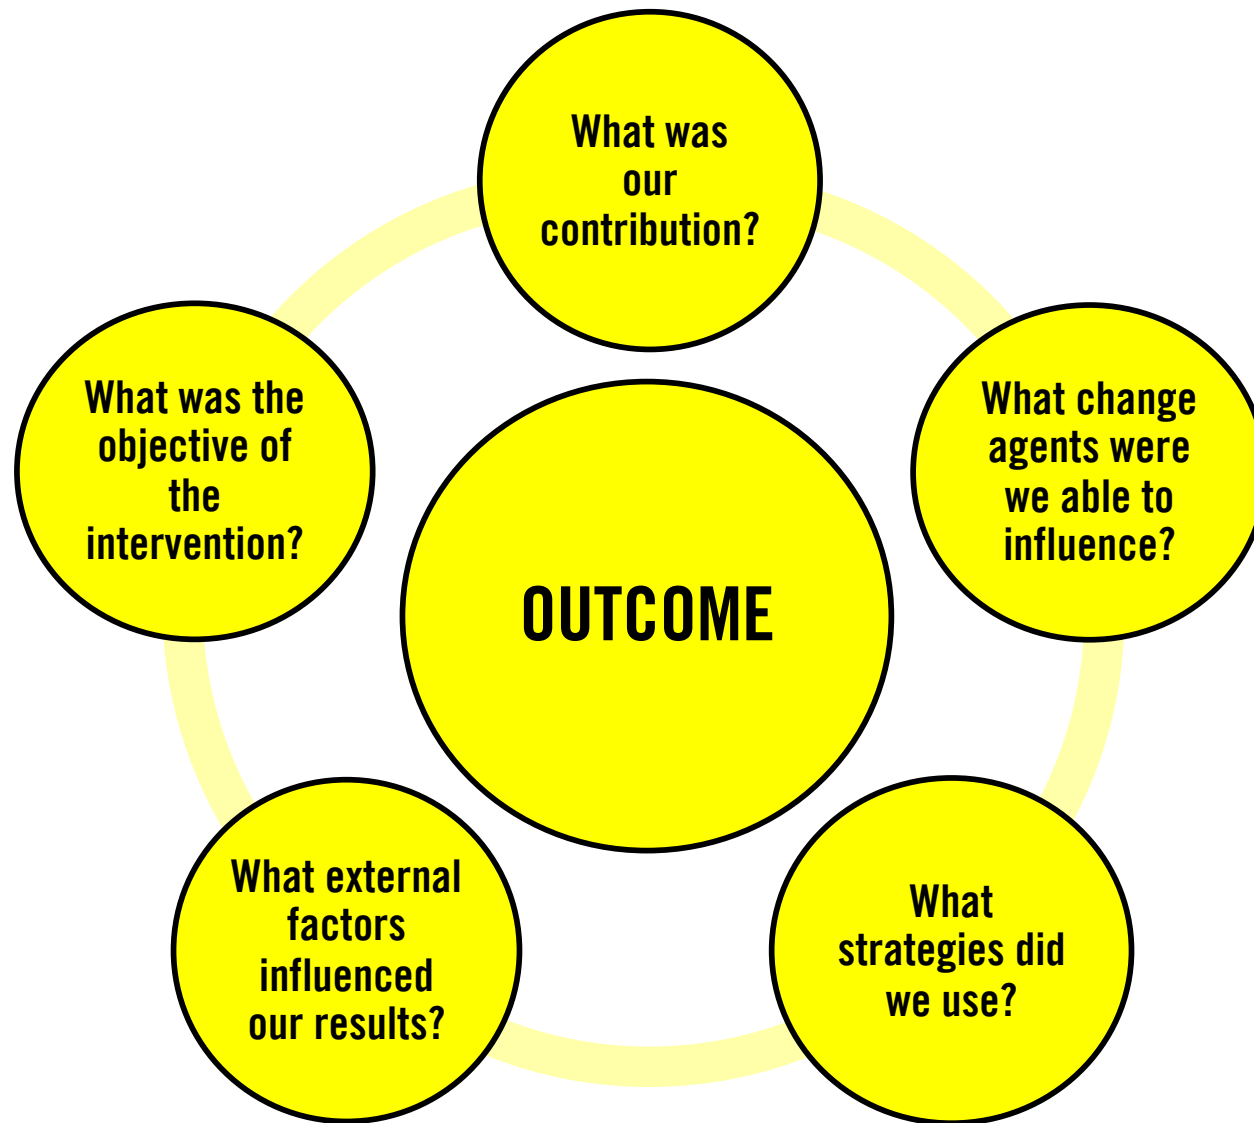 What was
our
contribution?
What change
agents were
we able to
influence?
What
strategies did
we use?
What external
factors
influenced
our results?
What was the
objective of
the
intervention?
OUTCOME